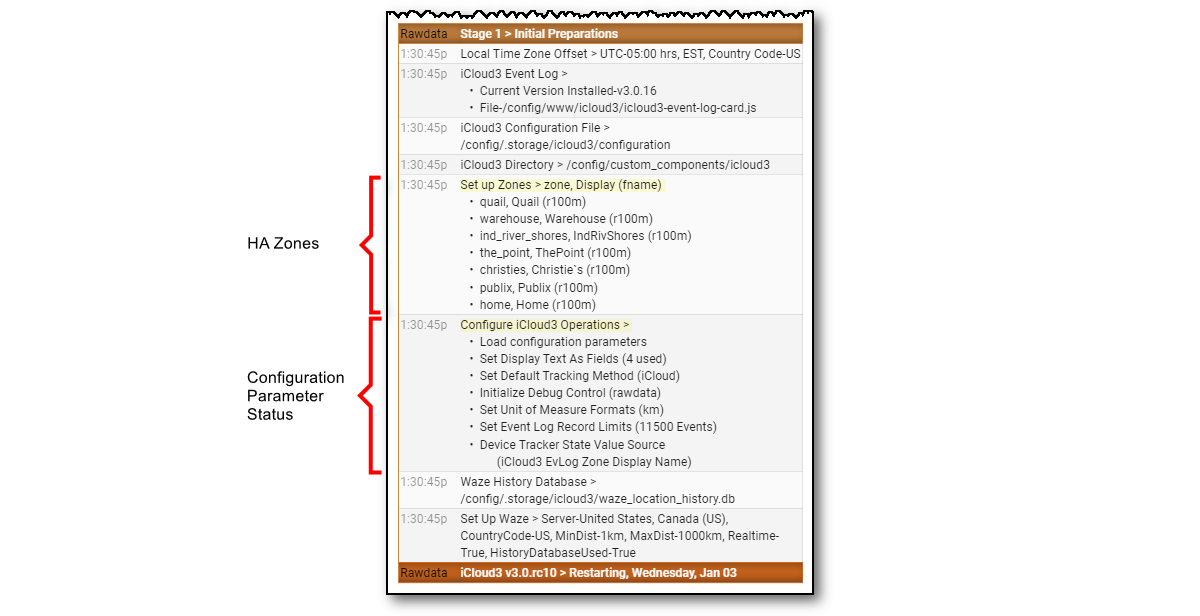 Rawdata Stage 1 > Initial Preparations
1:30:45p Local Time Zone Offset > UTC-05:00 hrs, EST, Country Code-US
1:30:45p iCloud3 Event Log >
• Current Version Installed-v3.0.16
• File-/config/www/icloud3/icloud3-event-log-card.js
1:30:45p iCloud3 Configuration File >
/config/.storage/icloud3/configuration
1:30:45p iCloud3 Directory > /config/custom_components/icloud3
HA Zones
1:30:45p Set up Zones > zone, Display (fname)
• quail, Quail (r100m)
• warehouse, Warehouse (r100m)
• ind_river_shores, IndRivShores (r100m)
• the_point, ThePoint (r100m)
• christies, Christie`s (r100m)
• publix, Publix (r100m)
• home, Home (r100m)
Configuration
Parameter
Status
1:30:45p Configure iCloud3 Operations >
• Load configuration parameters
• Set Display Text As Fields (4 used)
• Set Default Tracking Method (iCloud)
• Initialize Debug Control (rawdata)
• Set Unit of Measure Formats (km)
• Set Event Log Record Limits (11500 Events)
• Device Tracker State Value Source
(iCloud3 EvLog Zone Display Name)
1:30:45p Waze History Database >
/config/.storage/icloud3/waze_location_history.db
1:30:45p Set Up Waze > Server-United States, Canada (US),
CountryCode-US, MinDist-1km, MaxDist-1000km, Realtime-
True, HistoryDatabaseUsed-True
Rawdata iCloud3 v3.0.rc10 > Restarting, Wednesday, Jan 03